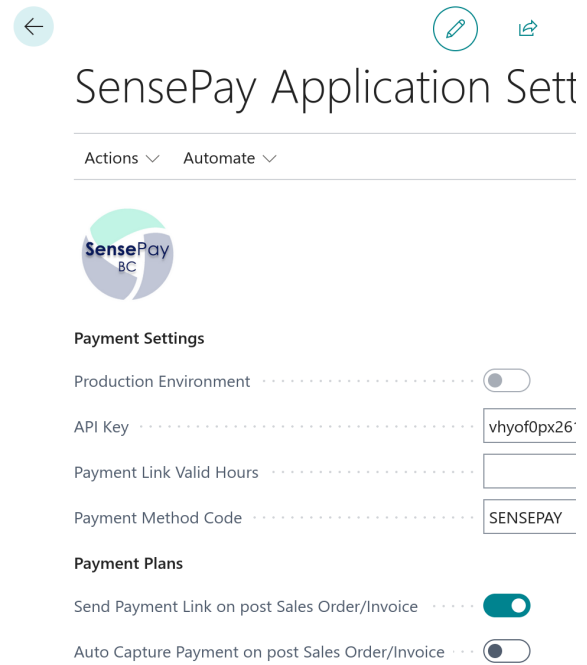 SensePay Application Sett
Actions Automate
SensePay
BC
Payment Settings
Production Environment
API Key vhyof0px261
Payment Link Valid Hours
Payment Method Code SENSEPAY
Payment Plans
Send Payment Link on post Sales Order/Invoice
Auto Capture Payment on post Sales Order/Invoice